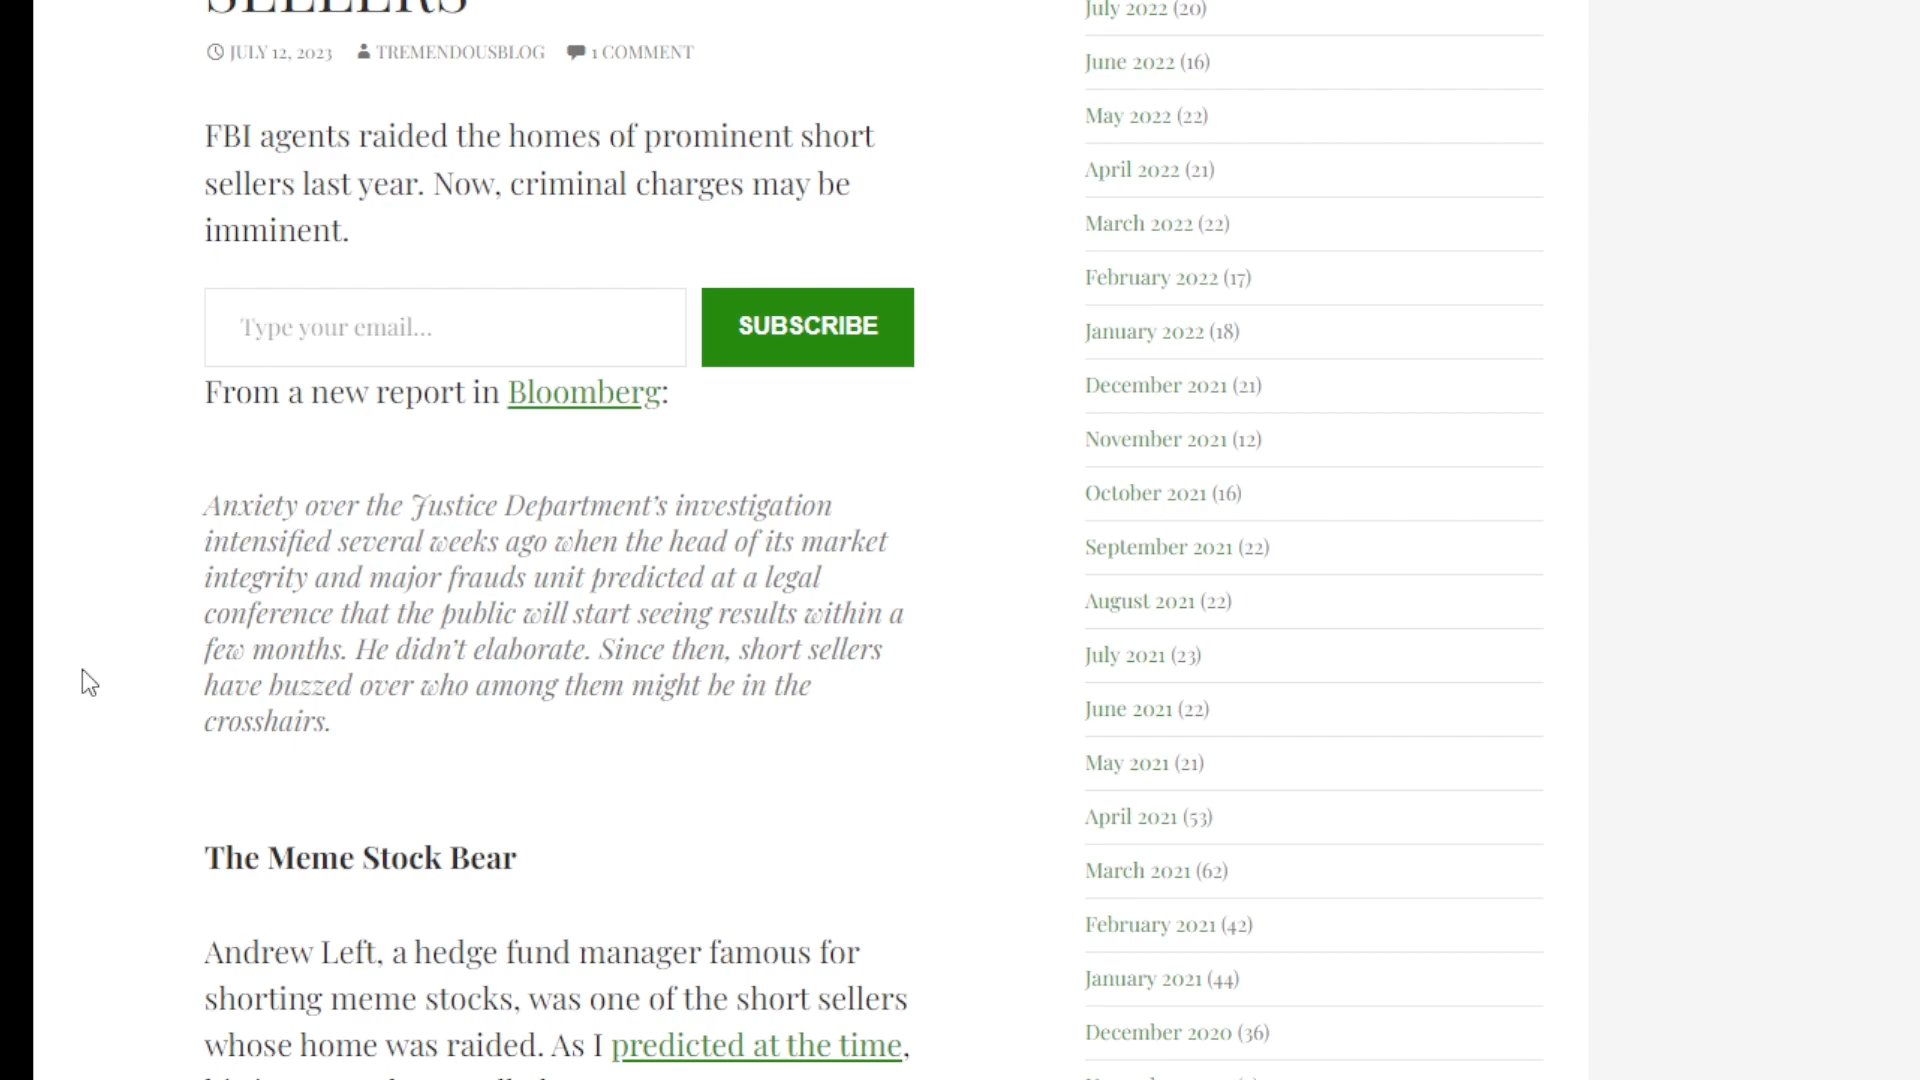 SELLERS
JULY 12, 2023 TREMENDOUSBLOG 1 COMMENT
FBI agents raided the homes of prominent short
sellers last year. Now, criminal charges may be
imminent.
Type your email…
SUBSCRIBE
From a new report in Bloomberg:
Anxiety over the Justice Department’s investigation
intensified several weeks ago when the head of its market
integrity and major frauds unit predicted at a legal
conference that the public will start seeing results within a
few months. He didn’t elaborate. Since then, short sellers
have buzzed over who among them might be in the
crosshairs.
The Meme Stock Bear
Andrew Left, a hedge fund manager famous for
shorting meme stocks, was one of the short sellers
whose home was raided. As I predicted at the time,
July 2022 (20)
June 2022 (16)
May 2022 (22)
April 2022 (21)
March 2022 (22)
February 2022 (17)
January 2022 (18)
December 2021 (21)
November 2021 (12)
October 2021 (16)
September 2021 (22)
August 2021 (22)
July 2021 (23)
June 2021 (22)
May 2021 (21)
April 2021 (53)
March 2021 (62)
February 2021 (42)
January 2021 (44)
December 2020 (36)